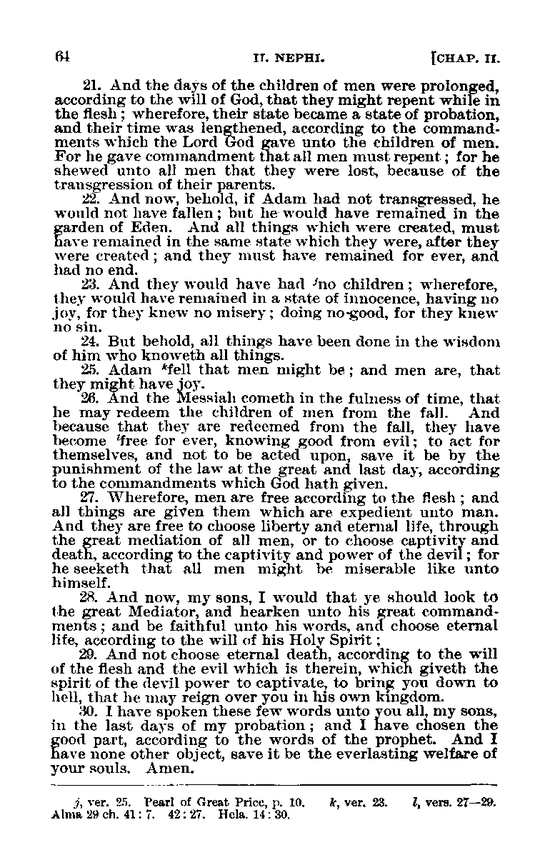 64 II. NEPHI. [CHAP. II.
21. And the days of the children of men were prolonged,
according to the will of God, that they might repent while in
the flesh; wherefore, their state became a state of probation,
and their time was lengthened, according to the command-
ments which the Lord God gave unto the children of men.
For he gave commandment that all men must repent; for he
shewed unto all men that they were lost, because of the
transgression of their parents.
22. And now, behold, if Adam had not transgressed, he
would not have fallen; but he would have remained in the
garden of Eden. And all things which were created, must
have remained in the same state which they were, after they
were created; and they must have remained for ever, and
had no end.
23. And they would have had jno children; wherefore,
they would have remained in a state of innocence, having no
joy, for they knew no misery; doing no good, for they knew
no sin.
24. But behold, all things have been done in the wisdom
of him who knoweth all things.
25. Adam kfell that men might be; and men are, that
they might have joy.
26. And the Messiah cometh in the fulness of time, that
he may redeem the children of men from the fall. And
because that they are redeemed from the fall, they have
become lfree for ever, knowing good from evil; to act for
themselves, and not to be acted upon, save it be by the
punishment of the law at the great and last day, according
to the commandments which God hath given.
27. Wherefore, men are free according to the flesh; and
all things are given them which are expedient unto man.
And they are free to choose liberty and eternal life, through
the great mediation of all men, or to choose captivity and
death, according to the captivity and power of the devil; for
he seeketh that all men might be miserable like unto
himself.
28. And now, my sons, I would that ye should look to
the great Mediator, and hearken unto his great command-
ments; and be faithful unto his words, and choose eternal
life, according to the will of his Holy Spirit;
29. And not choose eternal death, according to the will
of the flesh and the evil which is therein, which giveth the
spirit of the devil power to captivate, to bring you down to
hell, that he may reign over you in his own kingdom.
30. I have spoken these few words unto you all, my sons,
in the last days of my probation; and I have chosen the
good part, according to the words of the prophet. And I
have none other object, save it be the everlasting welfare of
your souls. Amen.
j, ver. 25. Pearl of Great Price, p. 10. k, ver. 23. l, vers. 27—29.
Alma 29 ch. 41: 7. 42: 27. Hela. 14: 30.